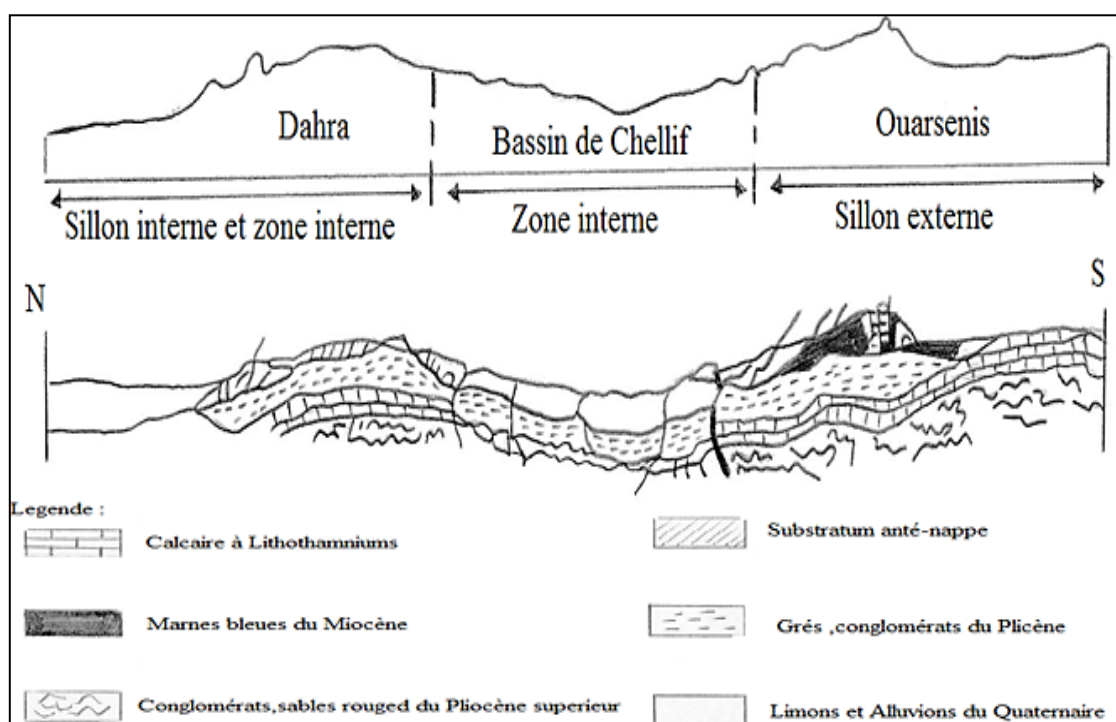 Dahra
Bassin de Chellif
Ouarsenis
Sillon interne et zone interne
Zone interne
Sillon externe
N
S
Legende :
Calcaire à Lithothamniums
Substratum anté-nappe
Marnes bleues du Miocène
Grés ,conglomérats du Plicène
Conglomérats,sables rouged du Pliocène superieur
Limons et Alluvions du Quaternaire